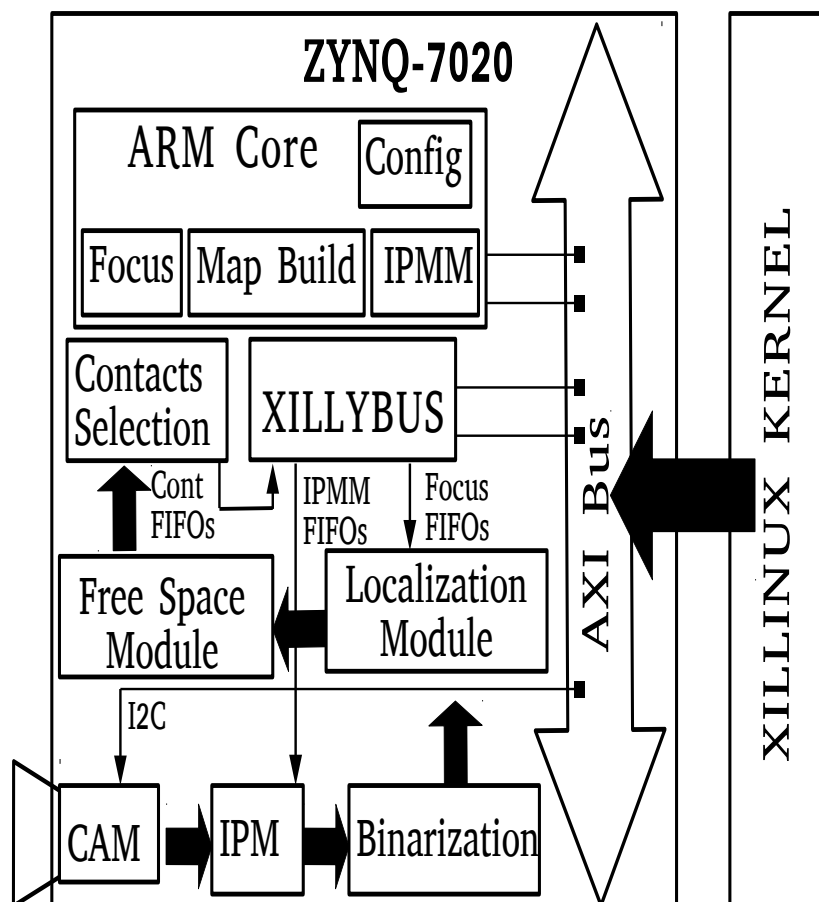 ZYNQ-7020
ARM Core
Config
Focus
Map Build
IPMM
Contacts
Selection
XILLYBUS
Cont
FIFOs
IPMM
FIFOs
Focus
FIFOs
Free Space
Module
Localization
Module
I2C
CAM
IPM
Binarization
AXI Bus
XILLINUX KERNEL